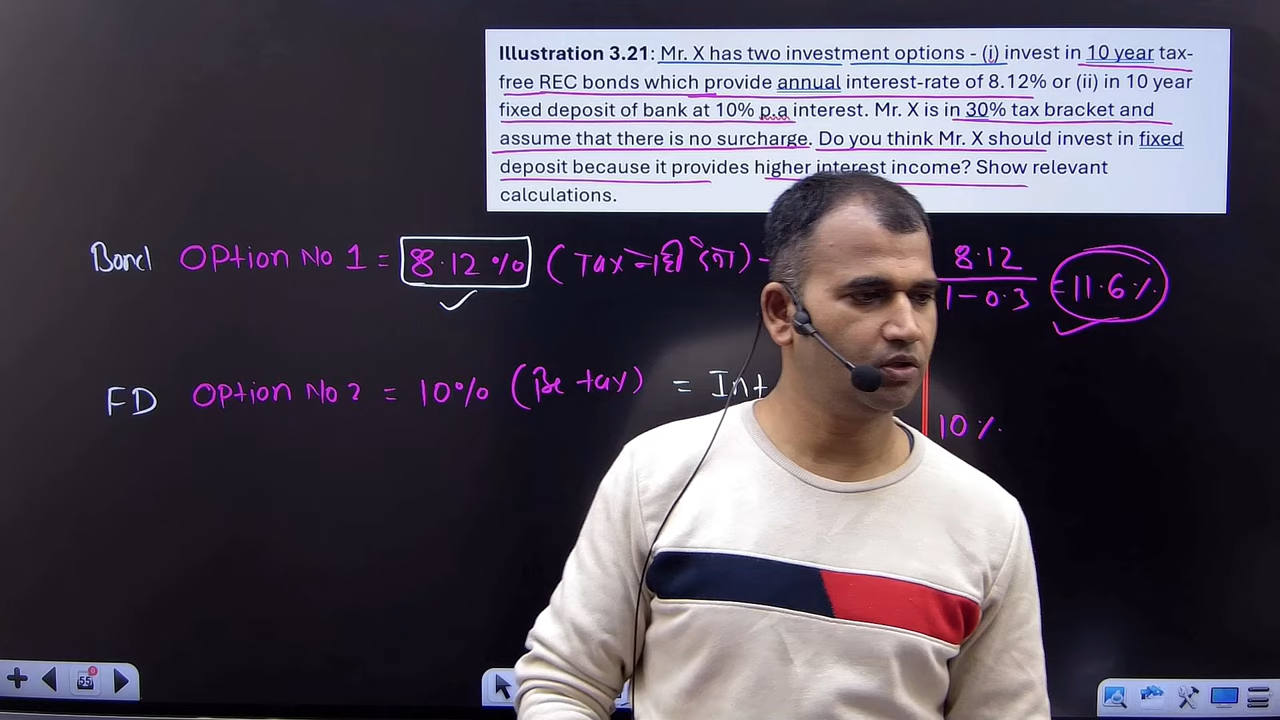 Illustration 3.21: Mr. X has two investment options - (i) invest in 10 year tax-
free REC bonds which provide annual interest-rate of 8.12% or (ii) in 10 year
fixed deposit of bank at 10% p.a interest. Mr. X is in 30% tax bracket and
assume that there is no surcharge. Do you think Mr. X should invest in fixed
deposit because it provides higher interest income? Show relevant
calculations.
Bond Option No 1 = 8.12% (Tax नही लगा) - 8.12
1-0.3 = 11.6%
FD Option No 2 = 10% (Be tax) = Int
10%
55